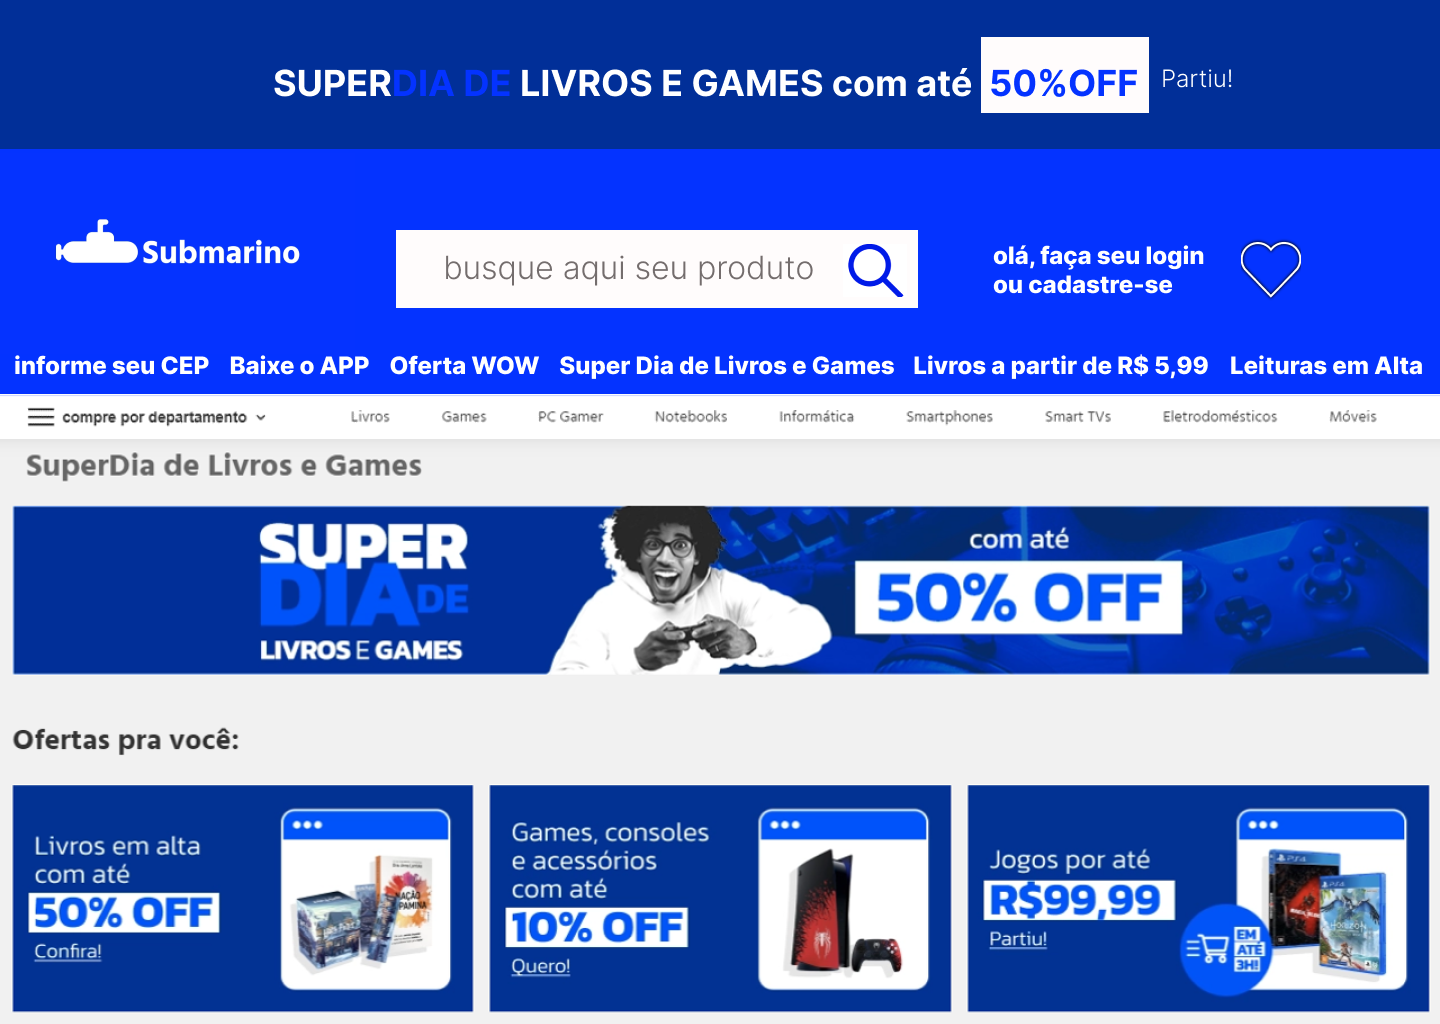 SUPERDIA DE LIVROS E GAMES com até 50%OFF Partiu!
Submarino
busque aqui seu produto
olá, faça seu login
ou cadastre-se
informe seu CEP Baixe o APP Oferta WOW Super Dia de Livros e Games Livros a partir de R$ 5,99 Leituras em Alta
compre por departamento Livros Games PC Gamer Notebooks Informática Smartphones Smart TVs Eletrodomésticos Móveis
SuperDia de Livros e Games
SUPER
DIA DE
LIVROS E GAMES
com até
50% OFF
Ofertas pra você:
Livros em alta
com até
50% OFF
Confira!
Games, consoles
e acessórios
com até
10% OFF
Quero!
Jogos por até
R$99,99
Partiu!
EM
ATÉ
3H!
PS4
PS4
HORIZON